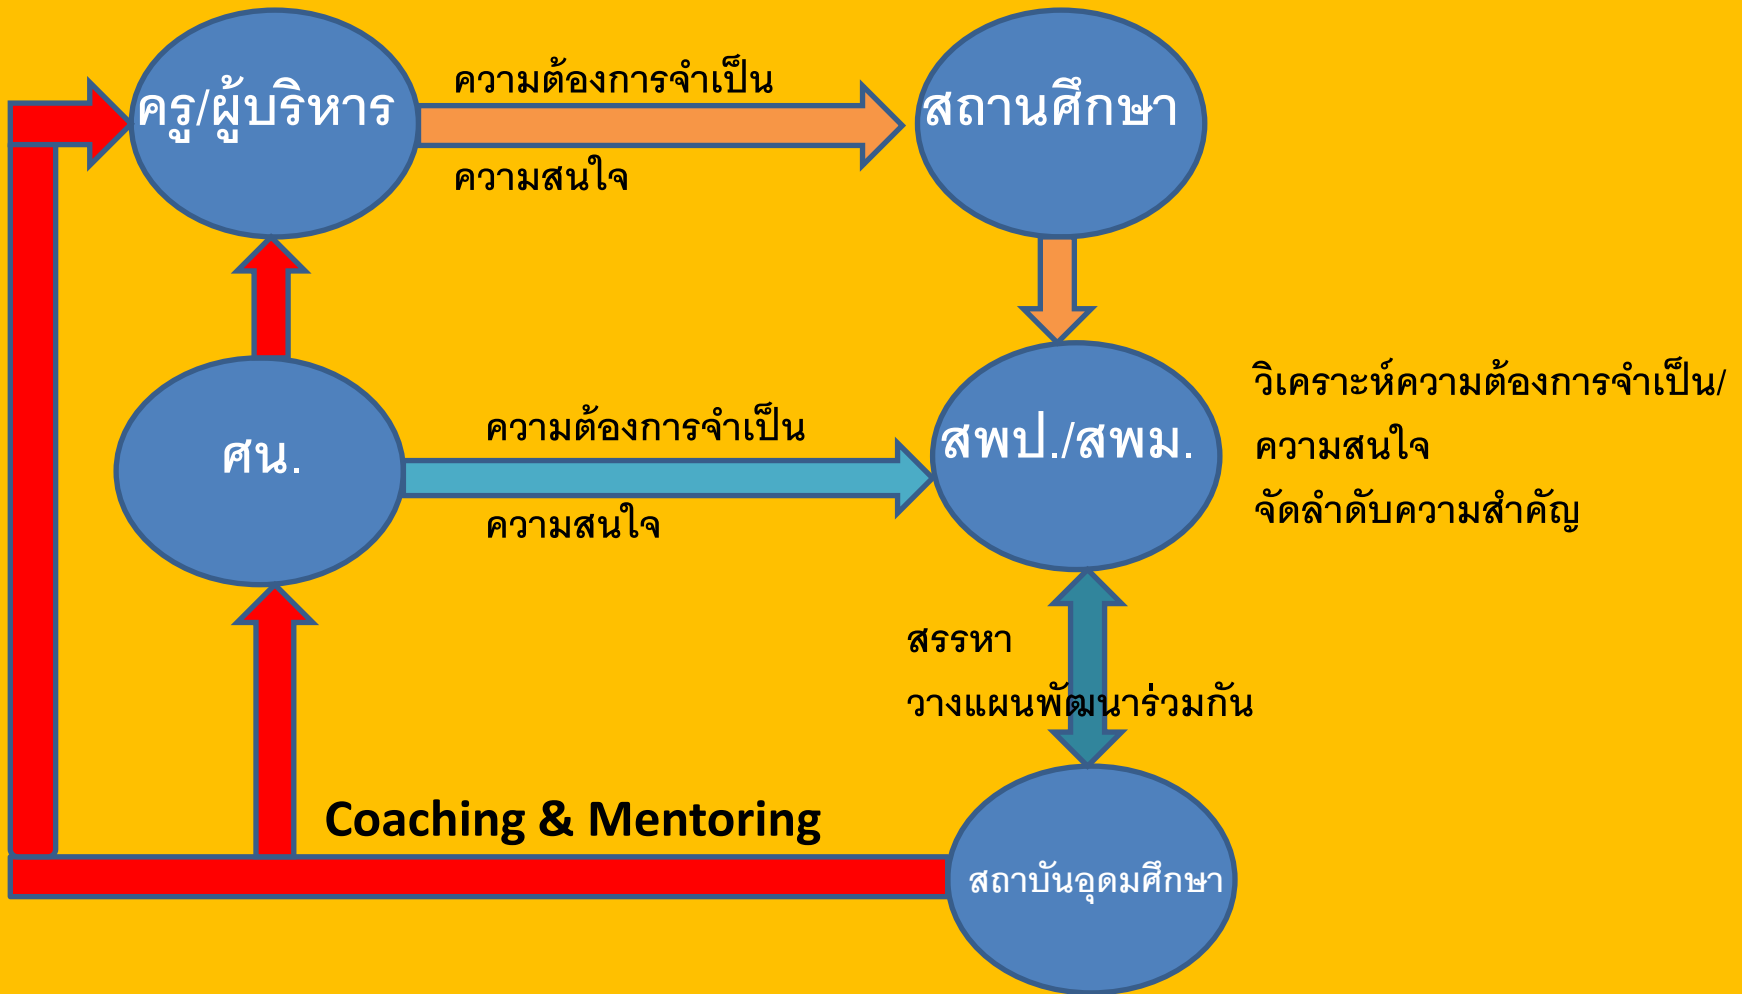 ครู/ผู้บริหาร
ความต้องการจำเป็น
ความสนใจ
สถานศึกษา
ศน.
ความต้องการจำเป็น
ความสนใจ
สพป./สพม.
วิเคราะห์ความต้องการจำเป็น/
ความสนใจ
จัดลำดับความสำคัญ
สรรหา
วางแผนพัฒนาร่วมกัน
Coaching & Mentoring
สถาบันอุดมศึกษา